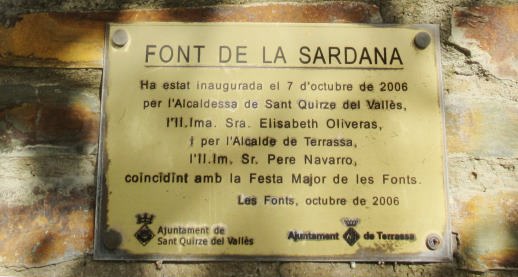 FONT DE LA SARDANA
Ha estat inaugurada el 7 d'octubre de 2006
per l'Alcaldessa de Sant Quirze del Vallès,
l'Il.lma. Sra. Elisabeth Oliveras,
i per l'Alcalde de Terrassa,
l'Il.lm. Sr. Pere Navarro,
coincidint amb la Festa Major de les Fonts.
Les Fonts, octubre de 2006
Ajuntament de
Sant Quirze del Vallès
Ajuntament de Terrassa